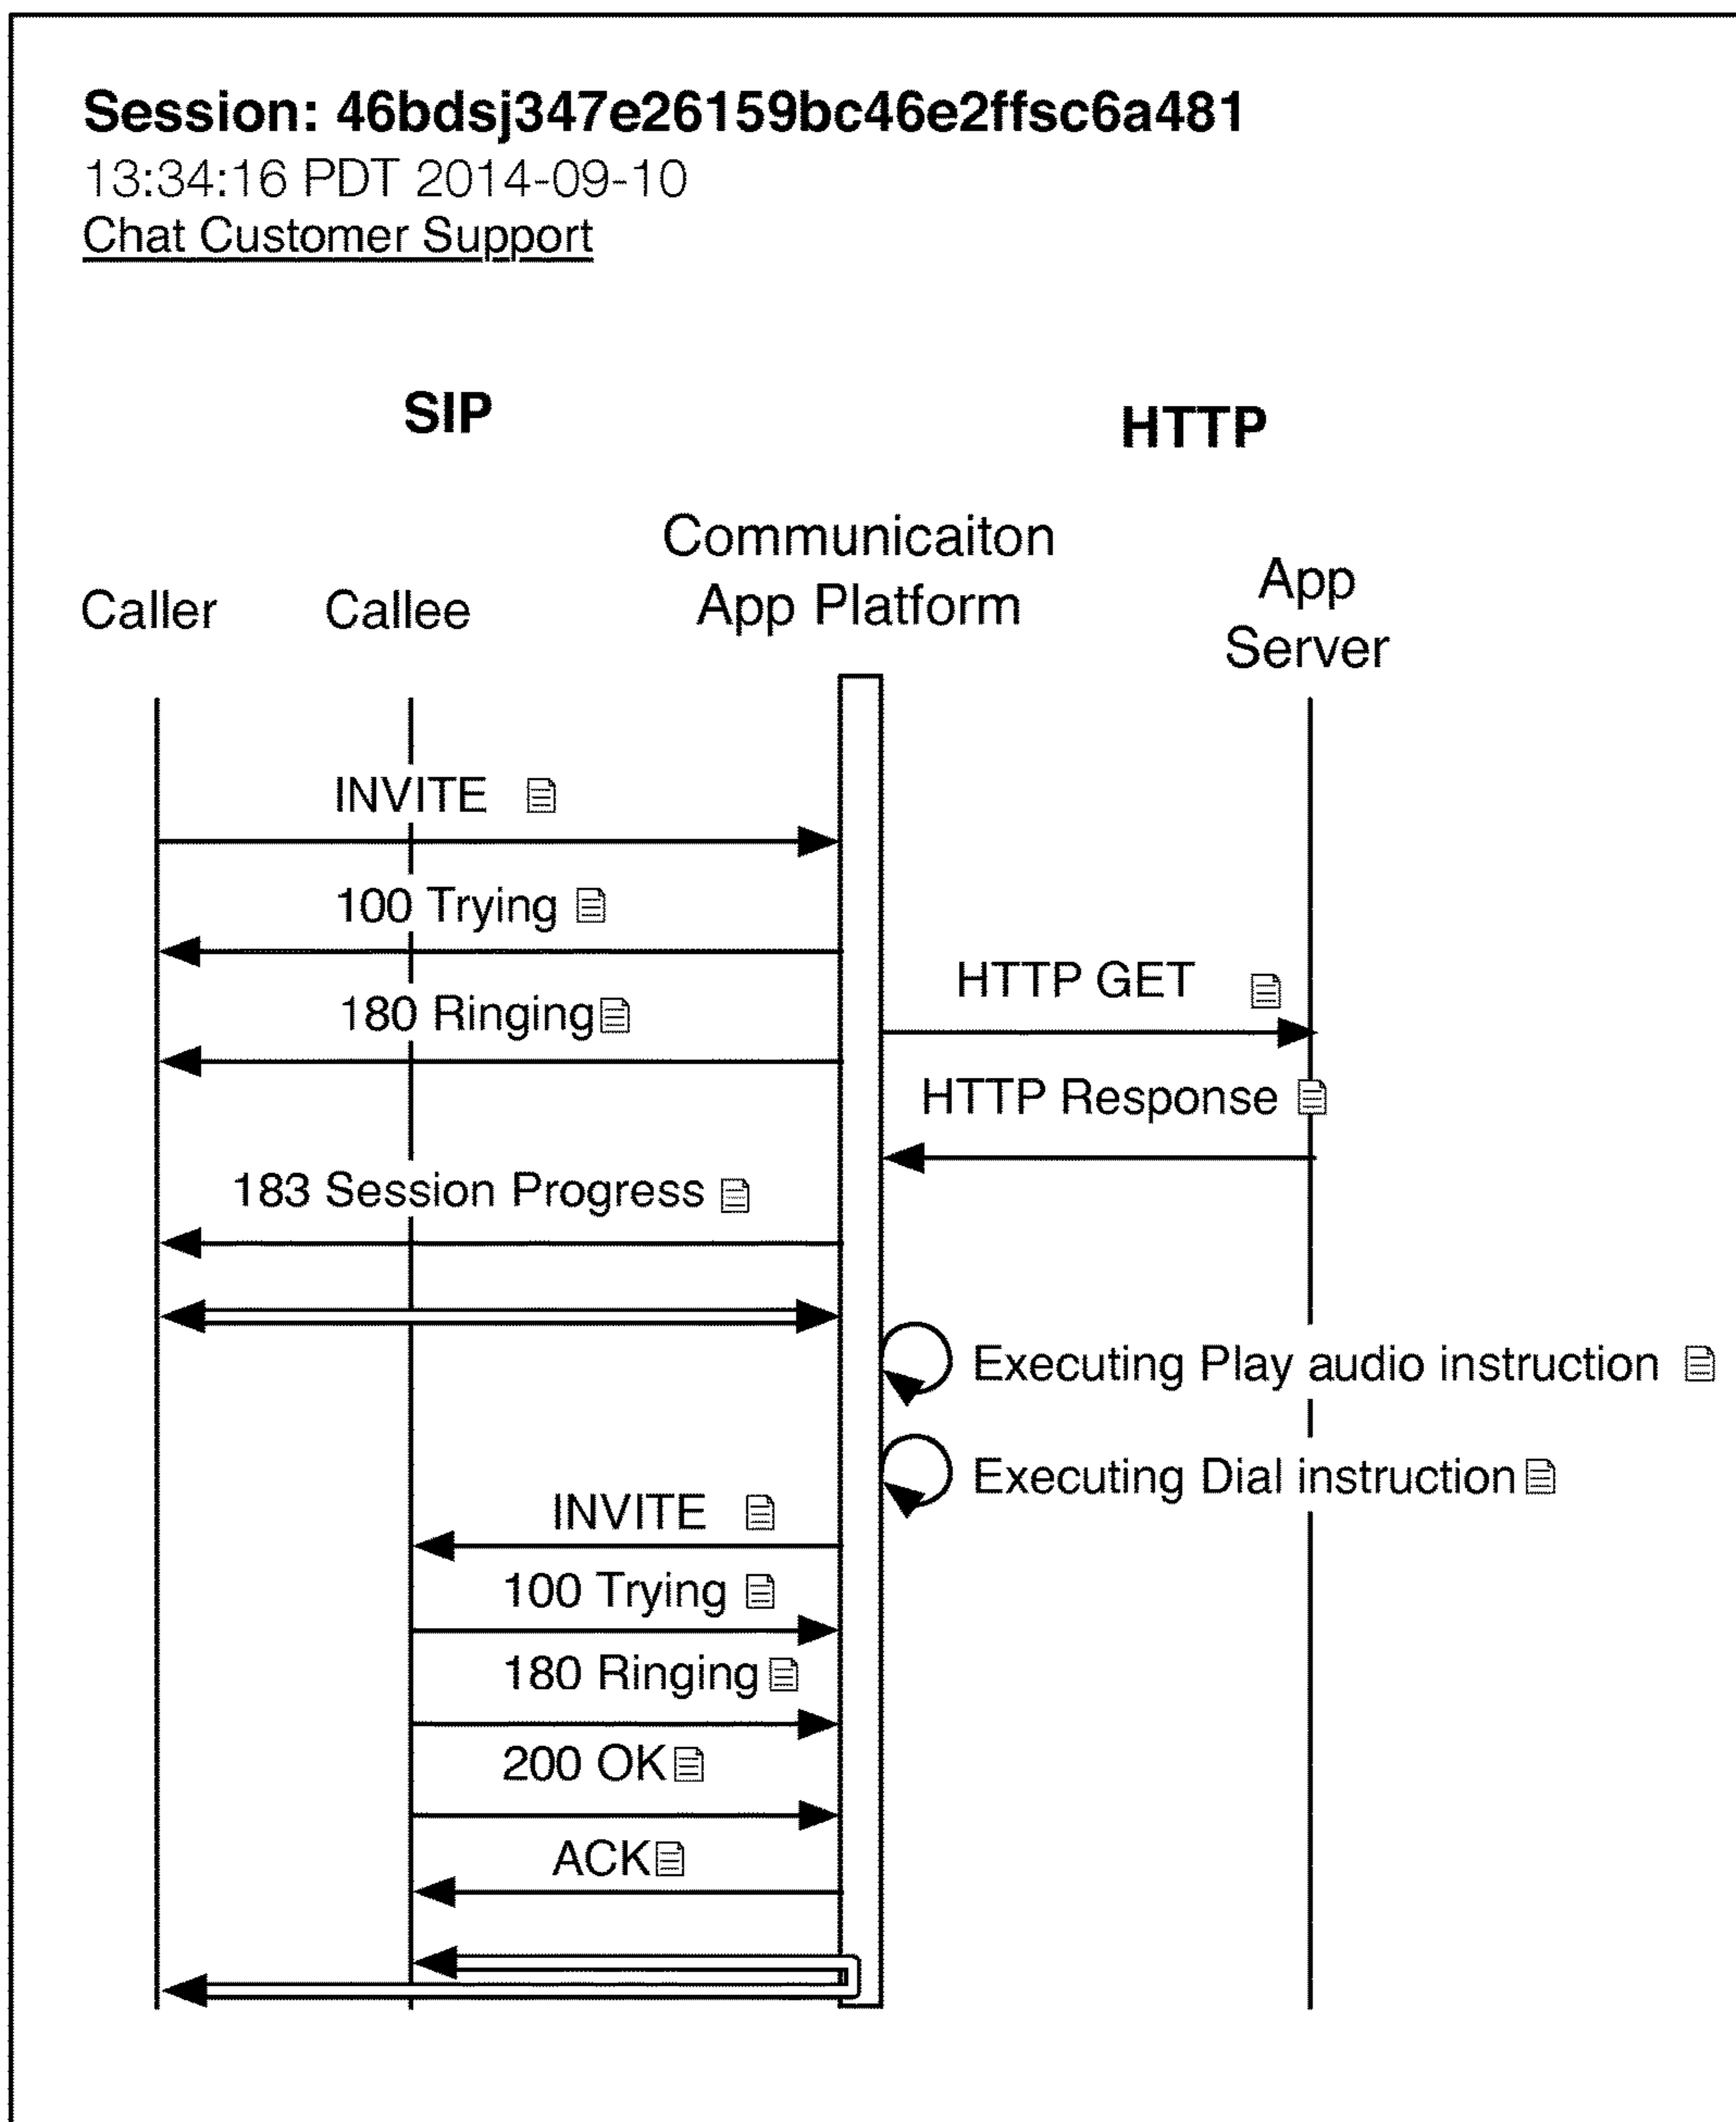 Session: 46bdsj347e26159bc46e2ffsc6a481
13:34:16 PDT 2014-09-10
Chat Customer Support
SIP
HTTP
Caller
Callee
Communicaiton
App Platform
App
Server
INVITE
100 Trying
HTTP GET
180 Ringing
HTTP Response
183 Session Progress
Executing Play audio instruction
Executing Dial instruction
INVITE
100 Trying
180 Ringing
200 OK
ACK